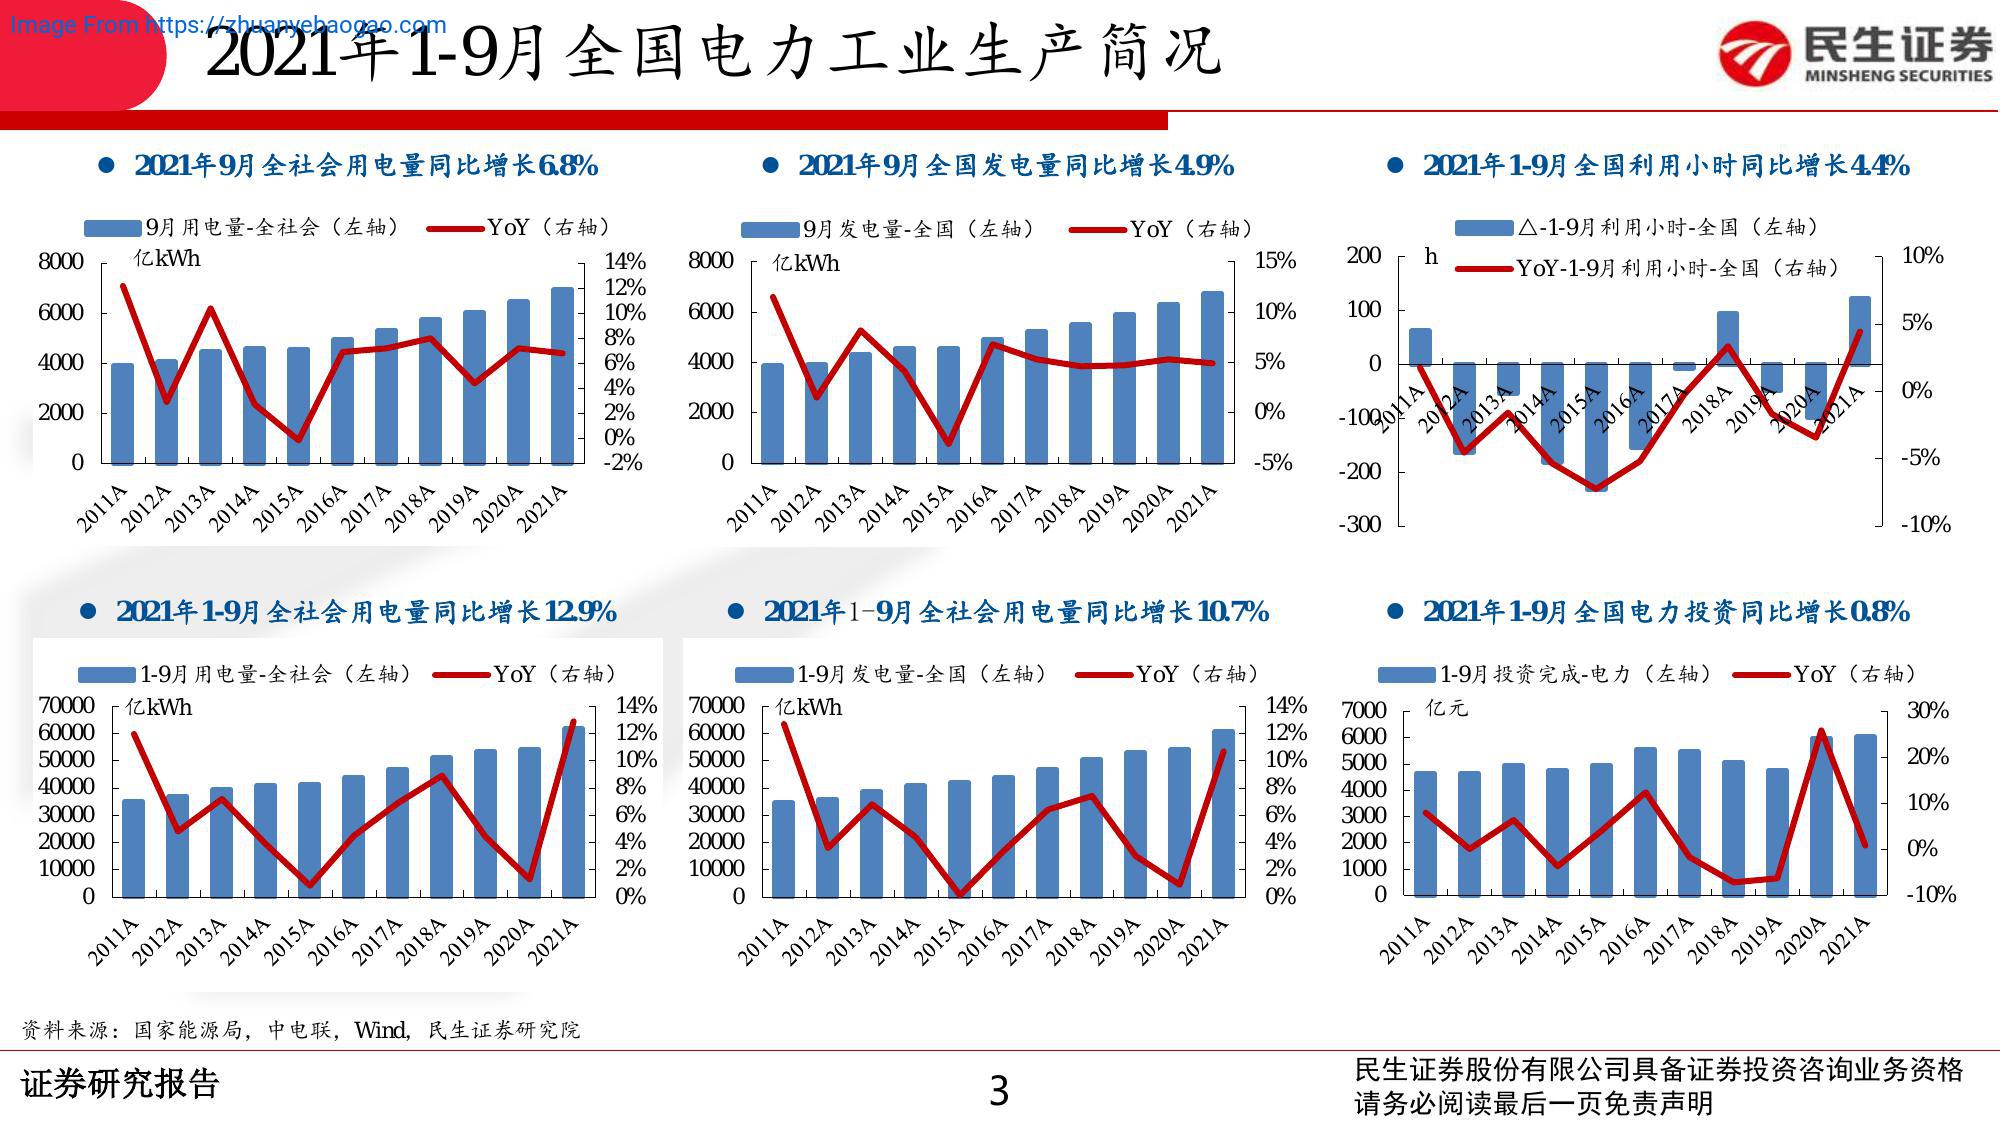 Image From https://zhuanyebaogao.com
2021年1-9月全国电力工业生产简况
民生证券
MINSHENG SECURITIES
● 2021年9月全社会用电量同比增长6.8%
9月用电量-全社会（左轴） YoY（右轴）
亿kWh
8000
6000
4000
2000
0
14%
12%
10%
8%
6%
4%
2%
0%
-2%
2011A 2012A 2013A 2014A 2015A 2016A 2017A 2018A 2019A 2020A 2021A
● 2021年9月全国发电量同比增长4.9%
9月发电量-全国（左轴） YoY（右轴）
亿kWh
8000
6000
4000
2000
0
15%
10%
5%
0%
-5%
2011A 2012A 2013A 2014A 2015A 2016A 2017A 2018A 2019A 2020A 2021A
● 2021年1-9月全国利用小时同比增长4.4%
△-1-9月利用小时-全国（左轴）
YoY-1-9月利用小时-全国（右轴）
h
200
100
0
-100
-200
-300
10%
5%
0%
-5%
-10%
2011A 2012A 2013A 2014A 2015A 2016A 2017A 2018A 2019A 2020A 2021A
● 2021年1-9月全社会用电量同比增长12.9%
1-9月用电量-全社会（左轴） YoY（右轴）
亿kWh
70000
60000
50000
40000
30000
20000
10000
0
14%
12%
10%
8%
6%
4%
2%
0%
2011A 2012A 2013A 2014A 2015A 2016A 2017A 2018A 2019A 2020A 2021A
● 2021年1-9月全社会用电量同比增长10.7%
1-9月发电量-全国（左轴） YoY（右轴）
亿kWh
70000
60000
50000
40000
30000
20000
10000
0
14%
12%
10%
8%
6%
4%
2%
0%
2011A 2012A 2013A 2014A 2015A 2016A 2017A 2018A 2019A 2020A 2021A
● 2021年1-9月全国电力投资同比增长0.8%
1-9月投资完成-电力（左轴） YoY（右轴）
亿元
7000
6000
5000
4000
3000
2000
1000
0
30%
20%
10%
0%
-10%
2011A 2012A 2013A 2014A 2015A 2016A 2017A 2018A 2019A 2020A 2021A
资料来源：国家能源局，中电联，Wind，民生证券研究院
证券研究报告
3
民生证券股份有限公司具备证券投资咨询业务资格
请务必阅读最后一页免责声明